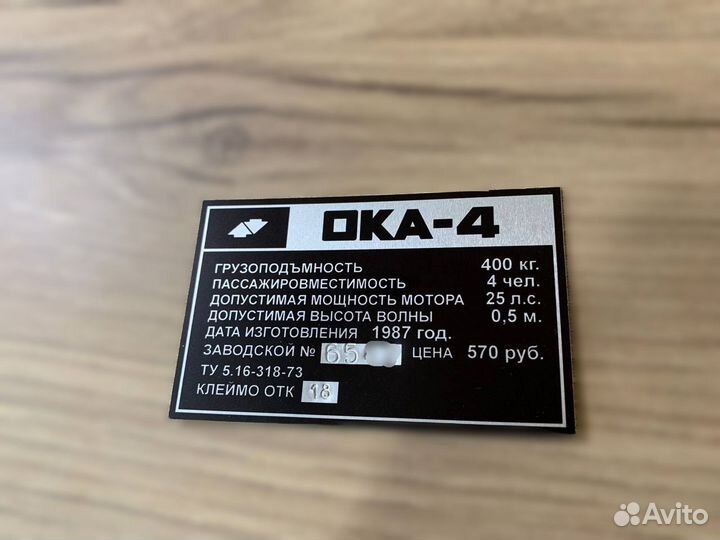 ОКА-4
ГРУЗОПОДЪМНОСТЬ 400 кг.
ПАССАЖИРОВМЕСТИМОСТЬ 4 чел.
ДОПУСТИМАЯ МОЩНОСТЬ МОТОРА 25 л.с.
ДОПУСТИМАЯ ВЫСОТА ВОЛНЫ 0,5 м.
ДАТА ИЗГОТОВЛЕНИЯ 1987 год.
ЗАВОДСКОЙ № 65 ЦЕНА 570 руб.
ТУ 5.16-318-73
КЛЕЙМО ОТК 18
Avito